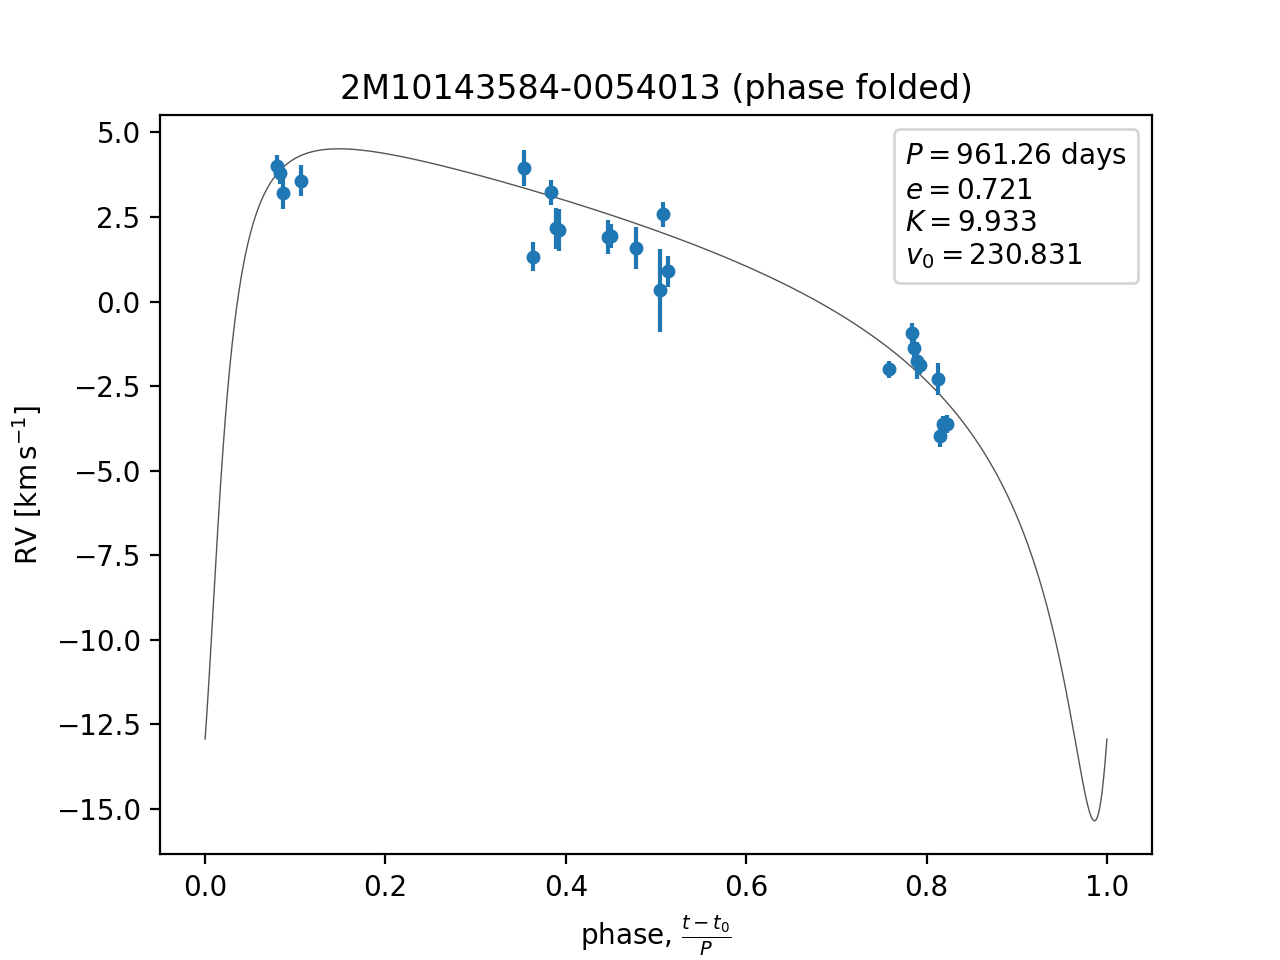 2M10143584-0054013 (phase folded)
P = 961.26 days
e = 0.721
K = 9.933
v₀ = 230.831
5.0
2.5
0.0
−2.5
−5.0
−7.5
−10.0
−12.5
−15.0
RV [km s⁻¹]
0.0 0.2 0.4 0.6 0.8 1.0
phase, (t − t₀)/P